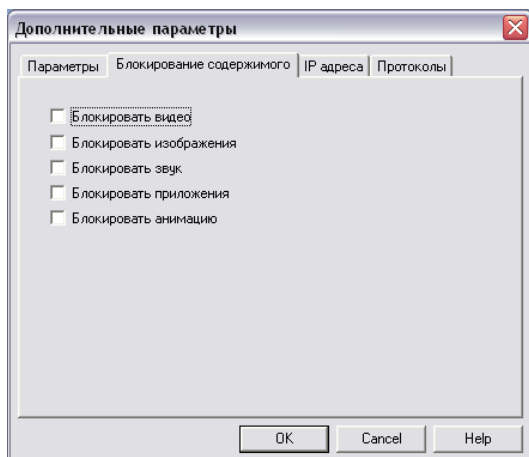 Дополнительные параметры
Параметры Блокирование содержимого IP адреса Протоколы
Блокировать видео
Блокировать изображения
Блокировать звук
Блокировать приложения
Блокировать анимацию
OK Cancel Help